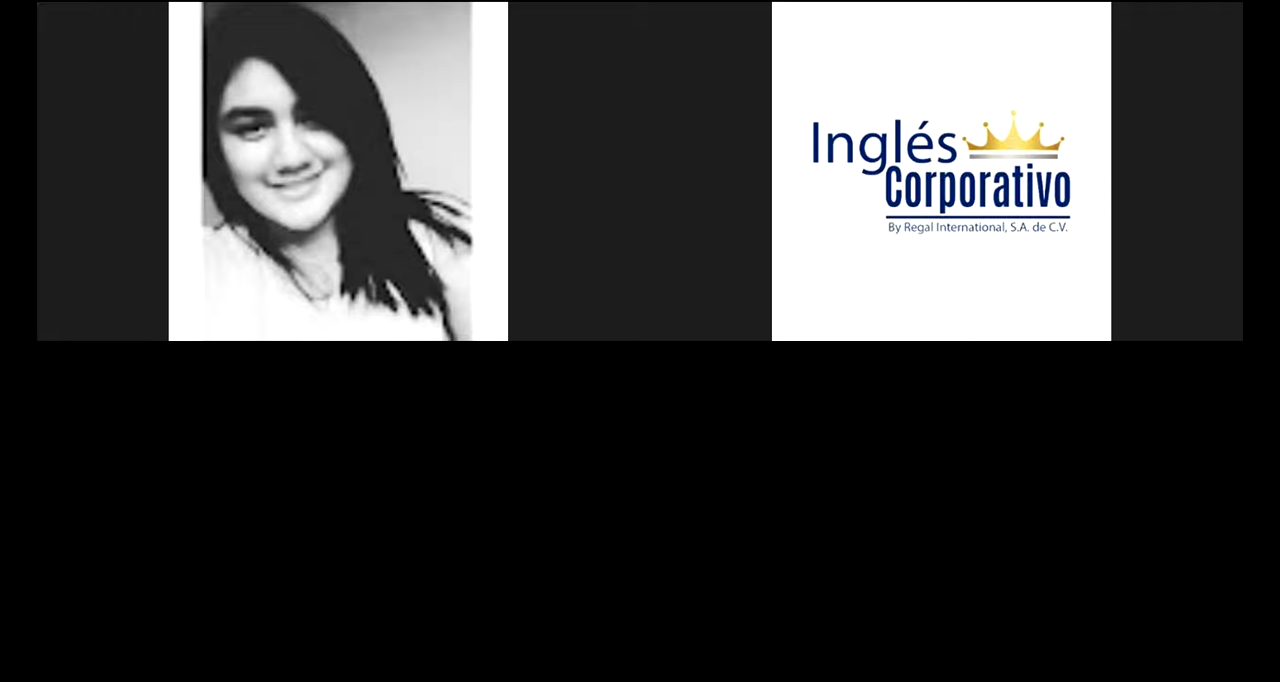 Inglés
Corporativo
By Regal International, S.A. de C.V.